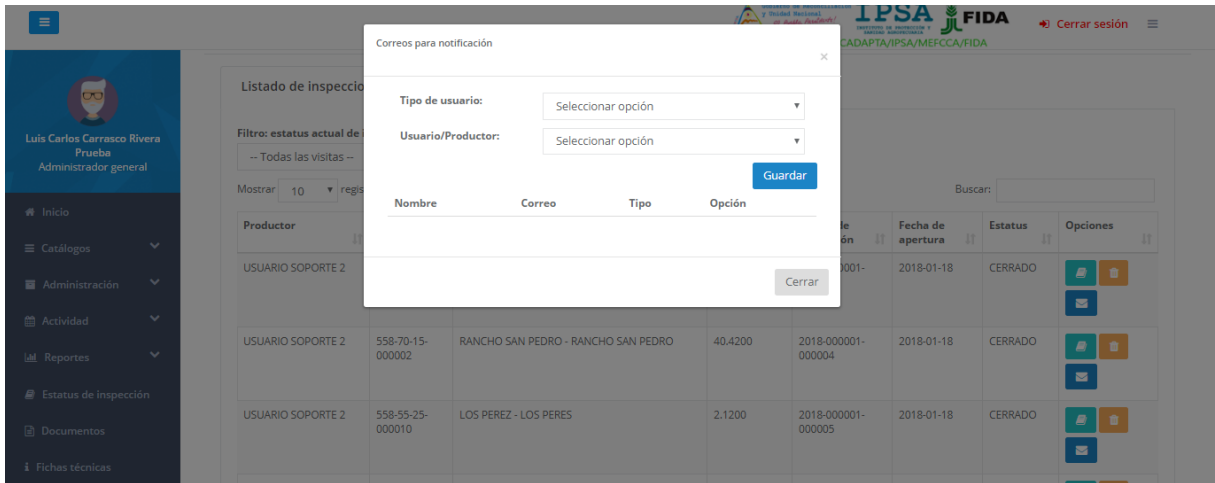 y Unidad Nacional
IPSA
FIDA
Cerrar sesión
CADAPTA/IPSA/MEFCCA/FIDA
Correos para notificación
×
Tipo de usuario: Seleccionar opción
Usuario/Productor: Seleccionar opción
Guardar
Nombre Correo Tipo Opción
Cerrar
Luis Carlos Carrasco Rivera
Prueba
Administrador general
Inicio
Catálogos
Administración
Actividad
Reportes
Estatus de inspección
Documentos
Fichas técnicas
Listado de inspeccio
Filtro: estatus actual de
-- Todas las visitas --
Mostrar 10 regis
Buscar:
Productor Fecha de apertura Estatus Opciones
USUARIO SOPORTE 2 2018-01-18 CERRADO
USUARIO SOPORTE 2 558-70-15- RANCHO SAN PEDRO - RANCHO SAN PEDRO 40.4200 2018-000001- 2018-01-18 CERRADO
000002 000004
USUARIO SOPORTE 2 558-55-25- LOS PEREZ - LOS PERES 2.1200 2018-000001- 2018-01-18 CERRADO
000010 000005